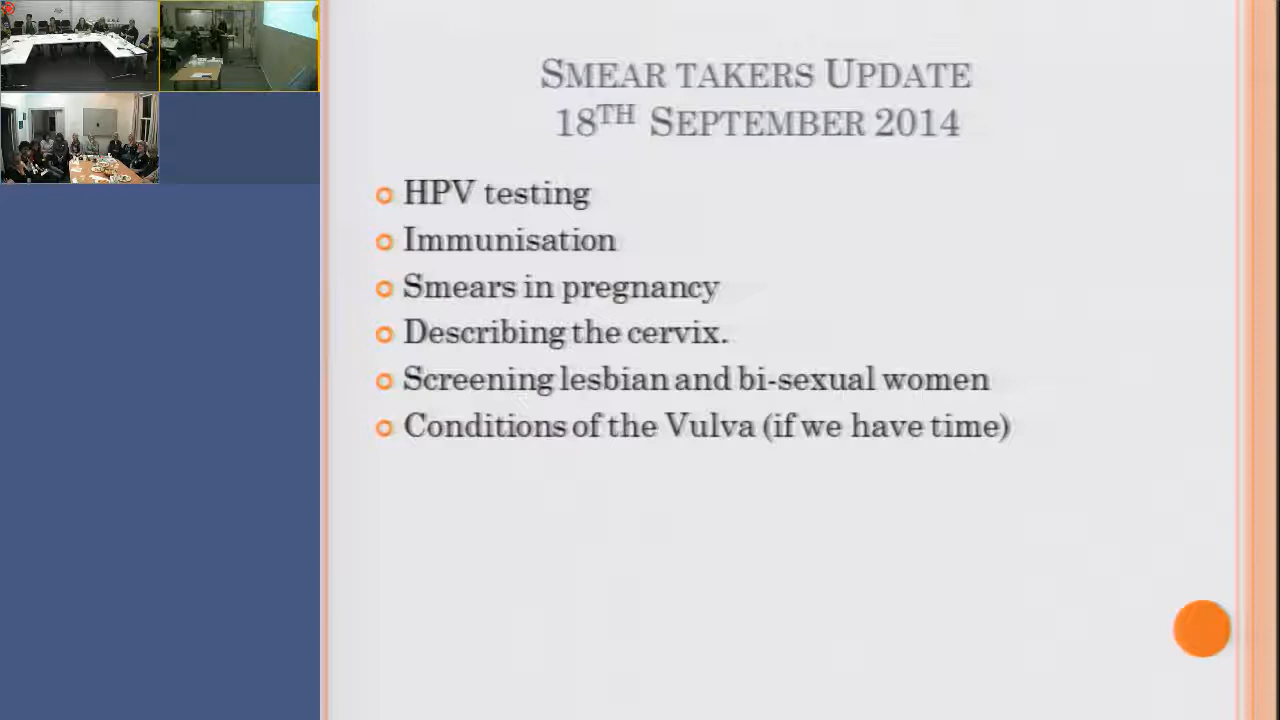 Smear takers Update
18th September 2014
HPV testing
Immunisation
Smears in pregnancy
Describing the cervix.
Screening lesbian and bi-sexual women
Conditions of the Vulva (if we have time)